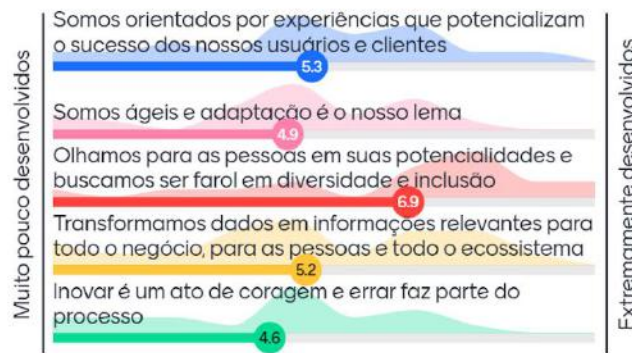 Muito pouco desenvolvidos
Somos orientados por experiências que potencializam
o sucesso dos nossos usuários e clientes
5.3
Somos ágeis e adaptação é o nosso lema
4.9
Olhamos para as pessoas em suas potencialidades e
buscamos ser farol em diversidade e inclusão
6.9
Transformamos dados em informações relevantes para
todo o negócio, para as pessoas e todo o ecossistema
5.2
Inovar é um ato de coragem e errar faz parte do
processo
4.6
Extremamente desenvolvidos